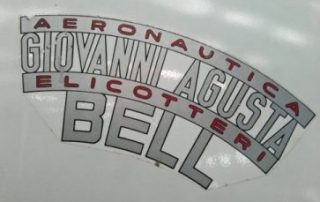 AERONAUTICA
GIOVANNI AGUSTA
ELICOTTERI
BELL